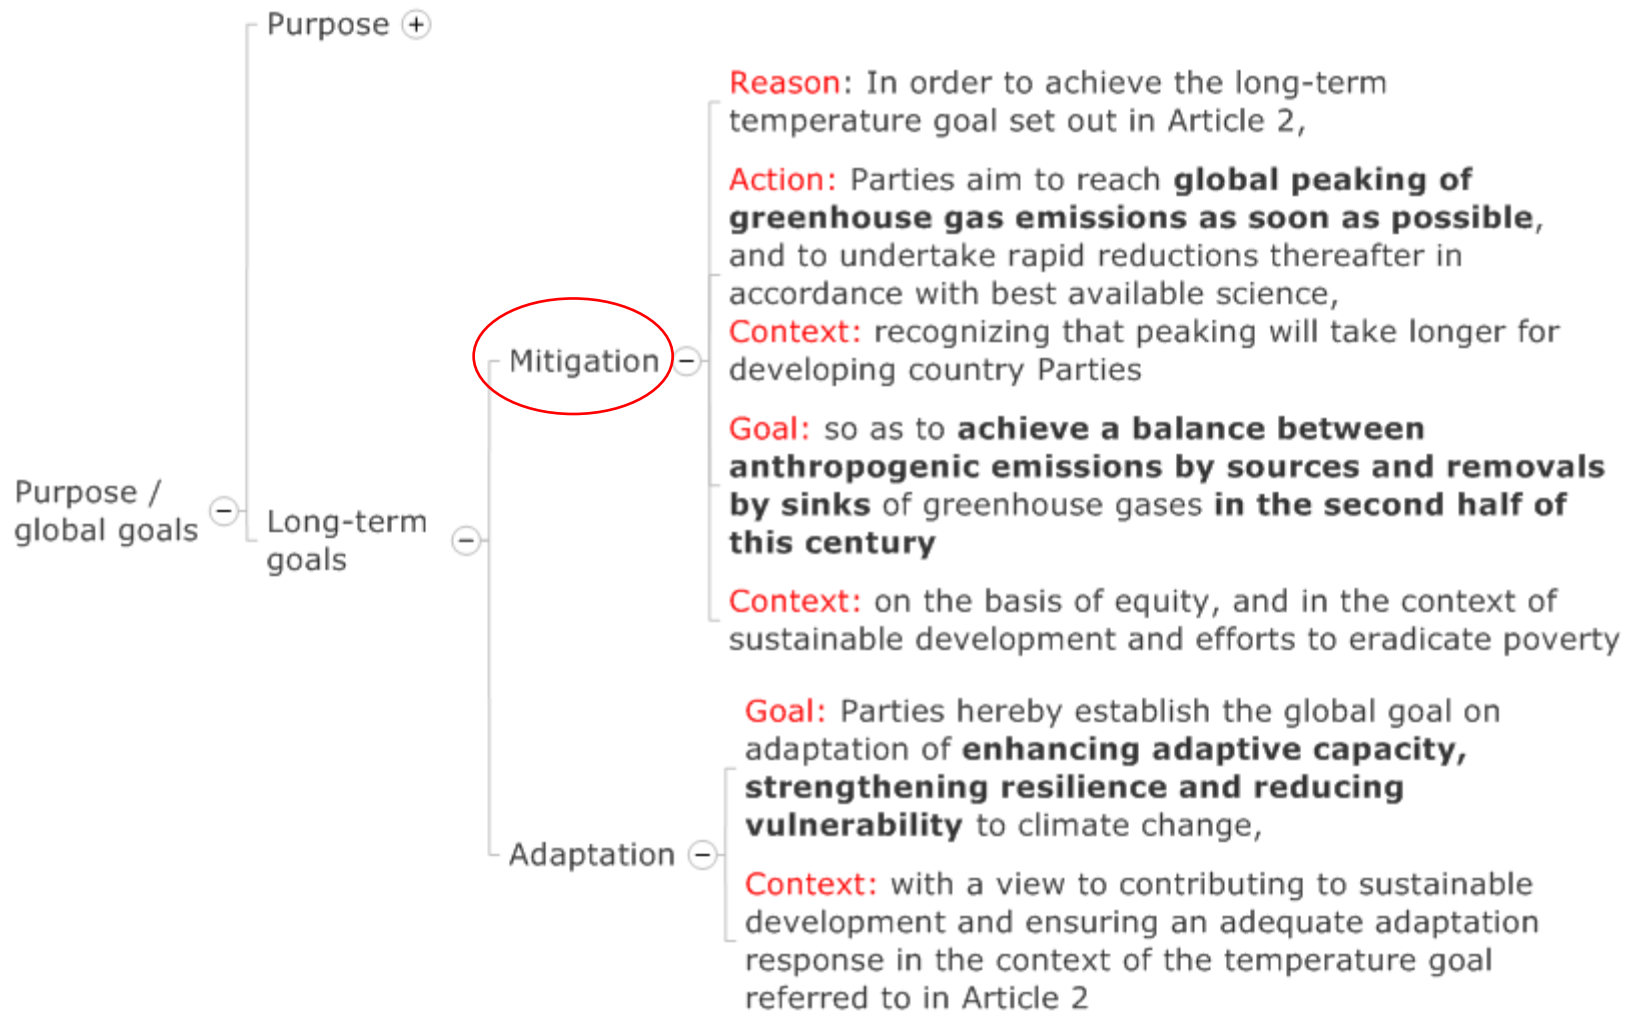 Purpose
Reason: In order to achieve the long-term
temperature goal set out in Article 2,
Action: Parties aim to reach global peaking of
greenhouse gas emissions as soon as possible,
and to undertake rapid reductions thereafter in
accordance with best available science,
Context: recognizing that peaking will take longer for
developing country Parties
Mitigation
Goal: so as to achieve a balance between
anthropogenic emissions by sources and removals
by sinks of greenhouse gases in the second half of
this century
Purpose /
global goals
Long-term
goals
Context: on the basis of equity, and in the context of
sustainable development and efforts to eradicate poverty
Goal: Parties hereby establish the global goal on
adaptation of enhancing adaptive capacity,
strengthening resilience and reducing
vulnerability to climate change,
Adaptation
Context: with a view to contributing to sustainable
development and ensuring an adequate adaptation
response in the context of the temperature goal
referred to in Article 2